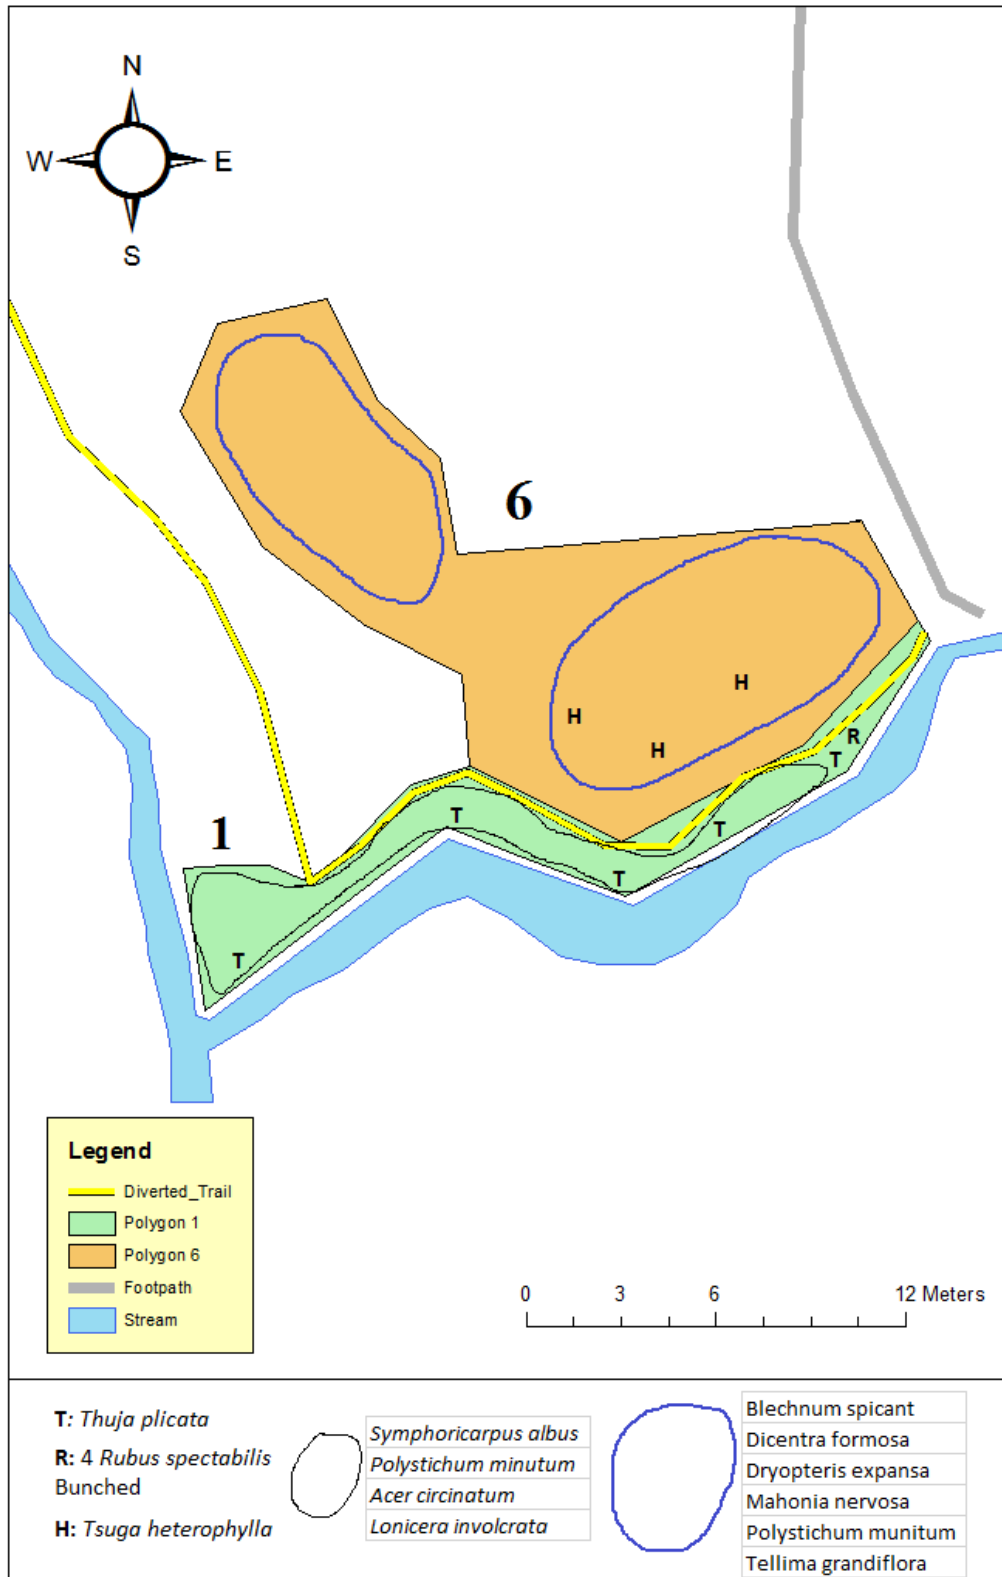 N
W E
S
6
H
H
H
R
T
T
T
1
T
T
Legend
Diverted_Trail
Polygon 1
Polygon 6
Footpath
Stream
0 3 6 12 Meters
T: Thuja plicata
R: 4 Rubus spectabilis
Bunched
H: Tsuga heterophylla
Symphoricarpus albus
Polystichum minutum
Acer circinatum
Lonicera involcrata
Blechnum spicant
Dicentra formosa
Dryopteris expansa
Mahonia nervosa
Polystichum munitum
Tellima grandiflora